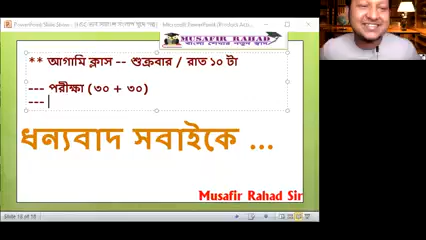 MUSAFIR RAHAD
** আগামি ক্লাস -- শুক্রবার / রাত ১০ টা
--- পরীক্ষা (৩০ + ৩০)
---
ধন্যবাদ সবাইকে ...
Musafir Rahad Sir